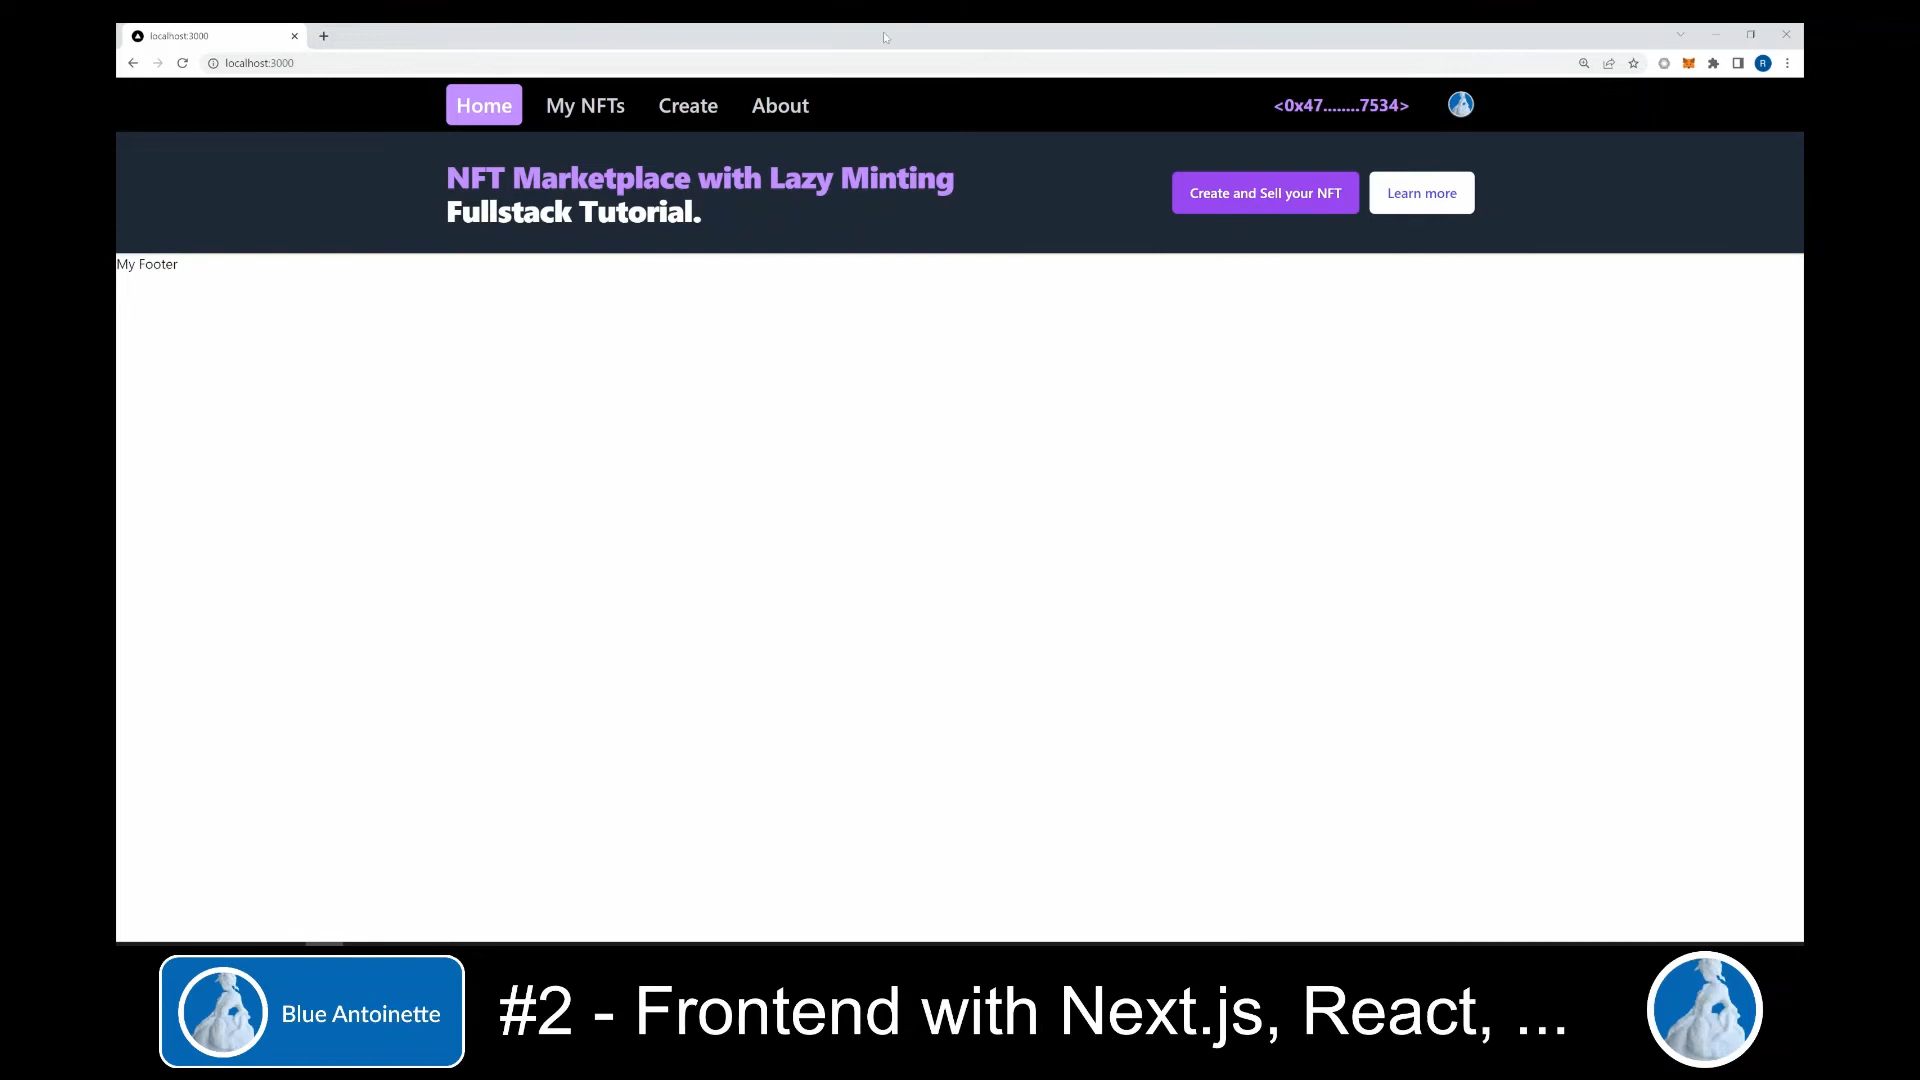 localhost:3000
localhost:3000
R
Home My NFTs Create About <0x47........7534>
NFT Marketplace with Lazy Minting
Fullstack Tutorial.
Create and Sell your NFT Learn more
My Footer
Blue Antoinette
#2 - Frontend with Next.js, React, ...